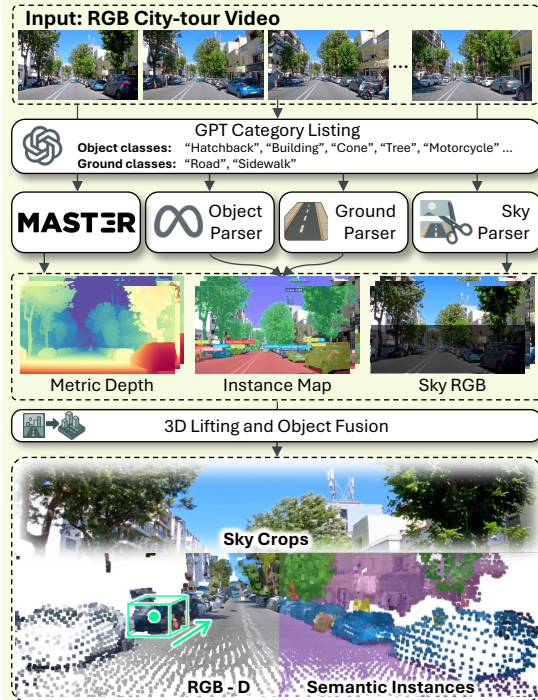 Input: RGB City-tour Video
...
GPT Category Listing
Object classes: “Hatchback”, “Building”, “Cone”, “Tree”, “Motorcycle” ...
Ground classes: “Road”, “Sidewalk”
MASTER
Object Parser
Ground Parser
Sky Parser
Metric Depth
Instance Map
Sky RGB
3D Lifting and Object Fusion
Sky Crops
RGB - D
Semantic Instances